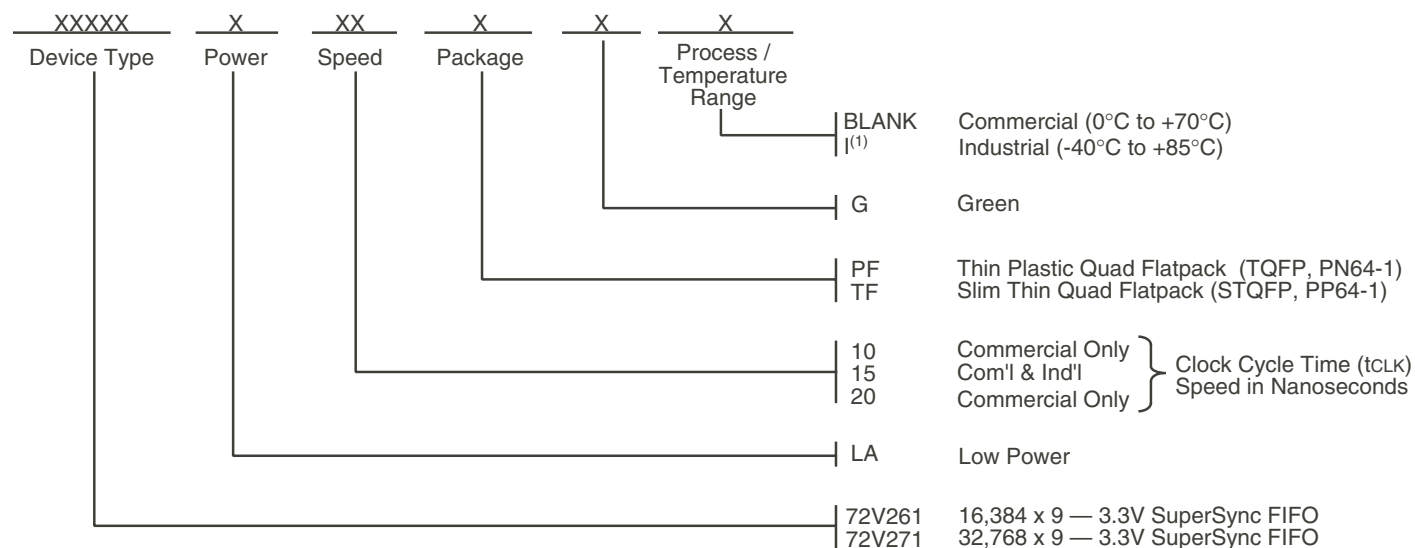 XXXXX X XX X X X
Device Type Power Speed Package Process /
Temperature
Range
BLANK Commercial (0°C to +70°C)
I(1) Industrial (-40°C to +85°C)
G Green
PF Thin Plastic Quad Flatpack (TQFP, PN64-1)
TF Slim Thin Quad Flatpack (STQFP, PP64-1)
10 Commercial Only
15 Com'l & Ind'l
20 Commercial Only
Clock Cycle Time (tCLK)
Speed in Nanoseconds
LA Low Power
72V261 16,384 x 9 — 3.3V SuperSync FIFO
72V271 32,768 x 9 — 3.3V SuperSync FIFO